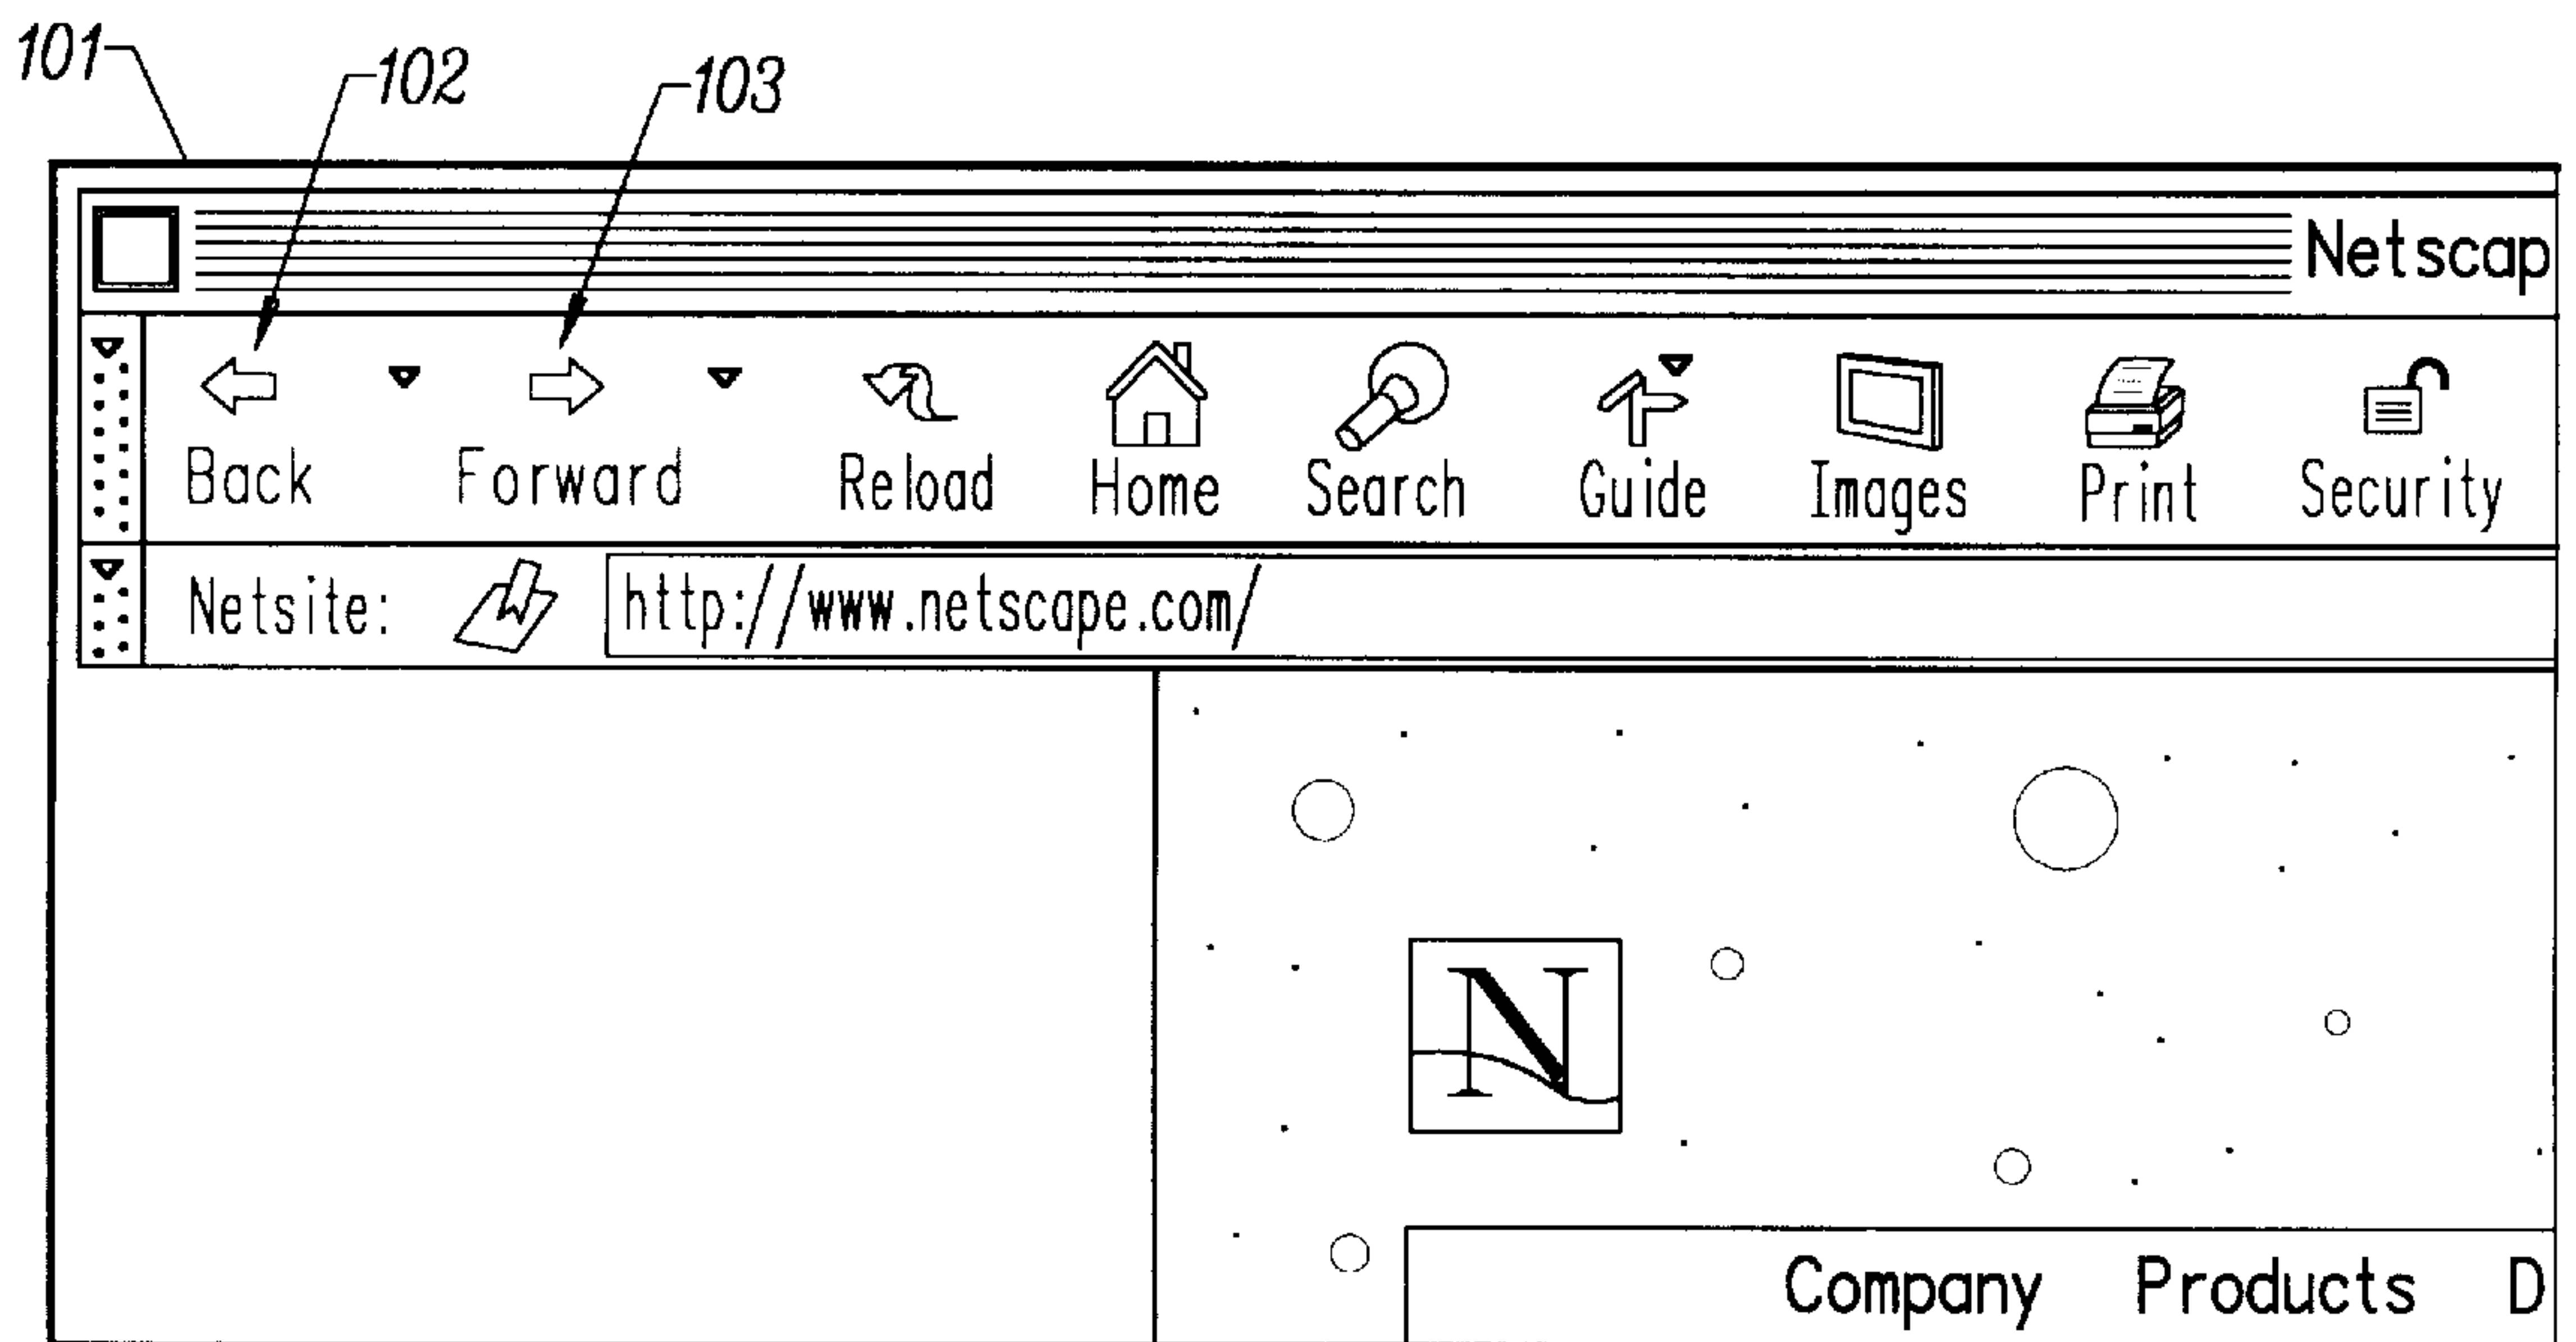 101 102 103
Netscap
Back Forward Reload Home Search Guide Images Print Security
Netsite: http://www.netscape.com/
N
Company Products D